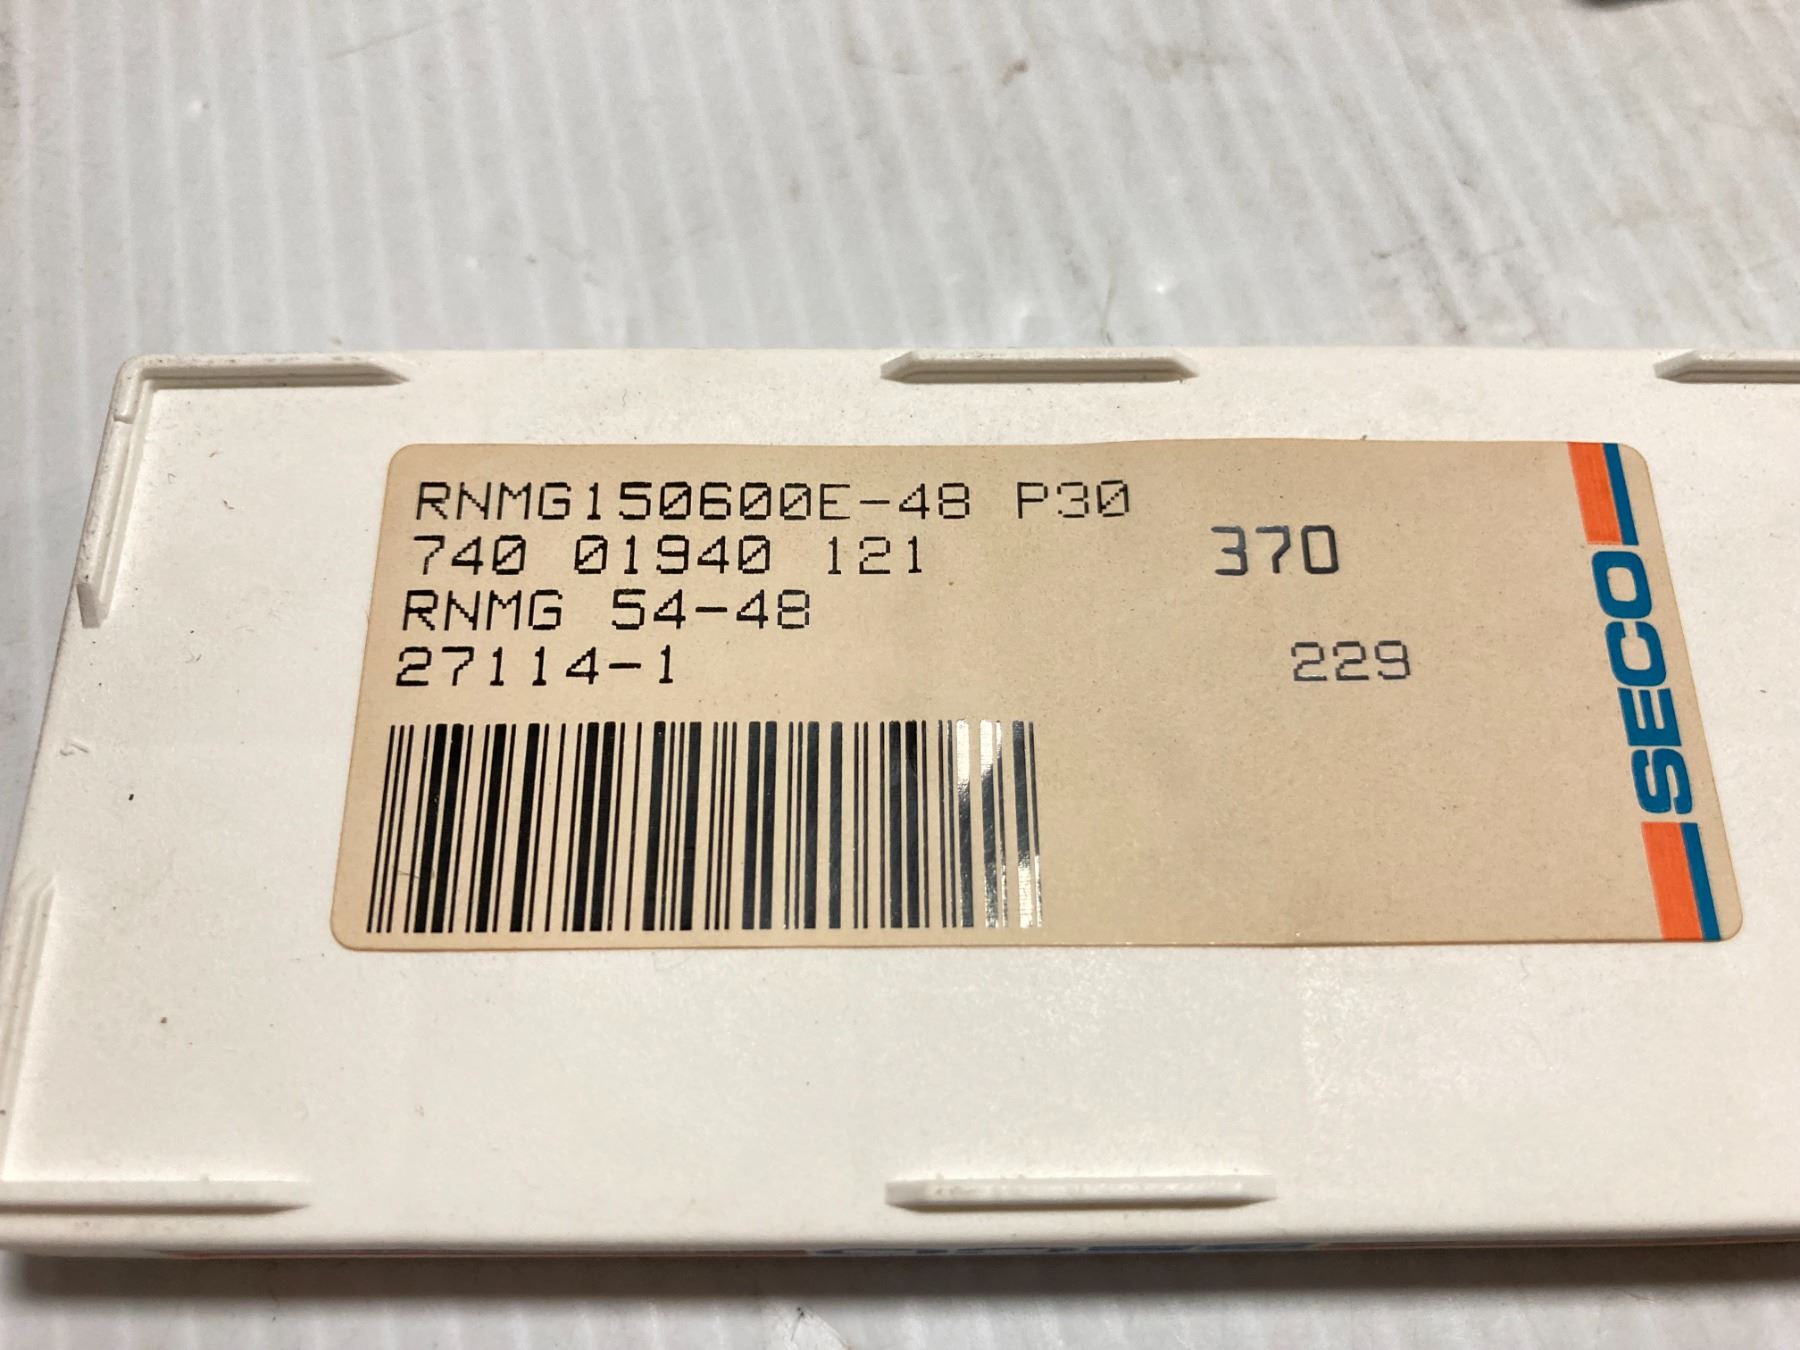 RNMG150600E-48 P30
740 01940 121 370
RNMG 54-48
27114-1 229
SECO